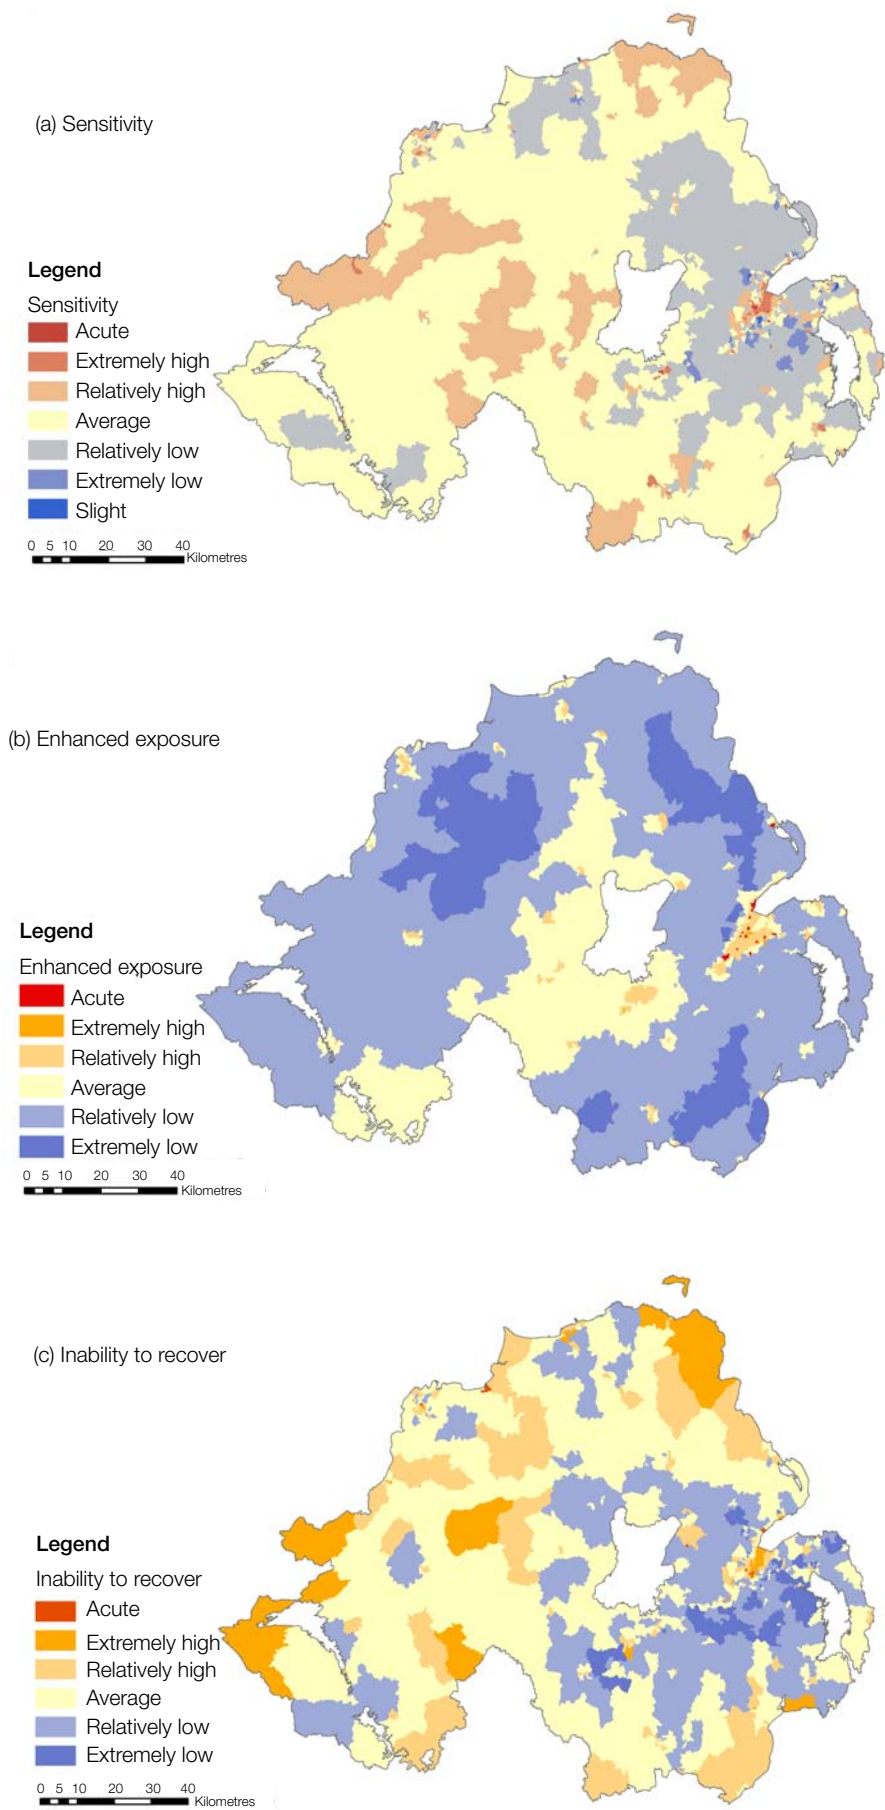 (a) Sensitivity
Legend
Sensitivity
Acute
Extremely high
Relatively high
Average
Relatively low
Extremely low
Slight
0 5 10 20 30 40
Kilometres
(b) Enhanced exposure
Legend
Enhanced exposure
Acute
Extremely high
Relatively high
Average
Relatively low
Extremely low
0 5 10 20 30 40
Kilometres
(c) Inability to recover
Legend
Inability to recover
Acute
Extremely high
Relatively high
Average
Relatively low
Extremely low
0 5 10 20 30 40
Kilometres